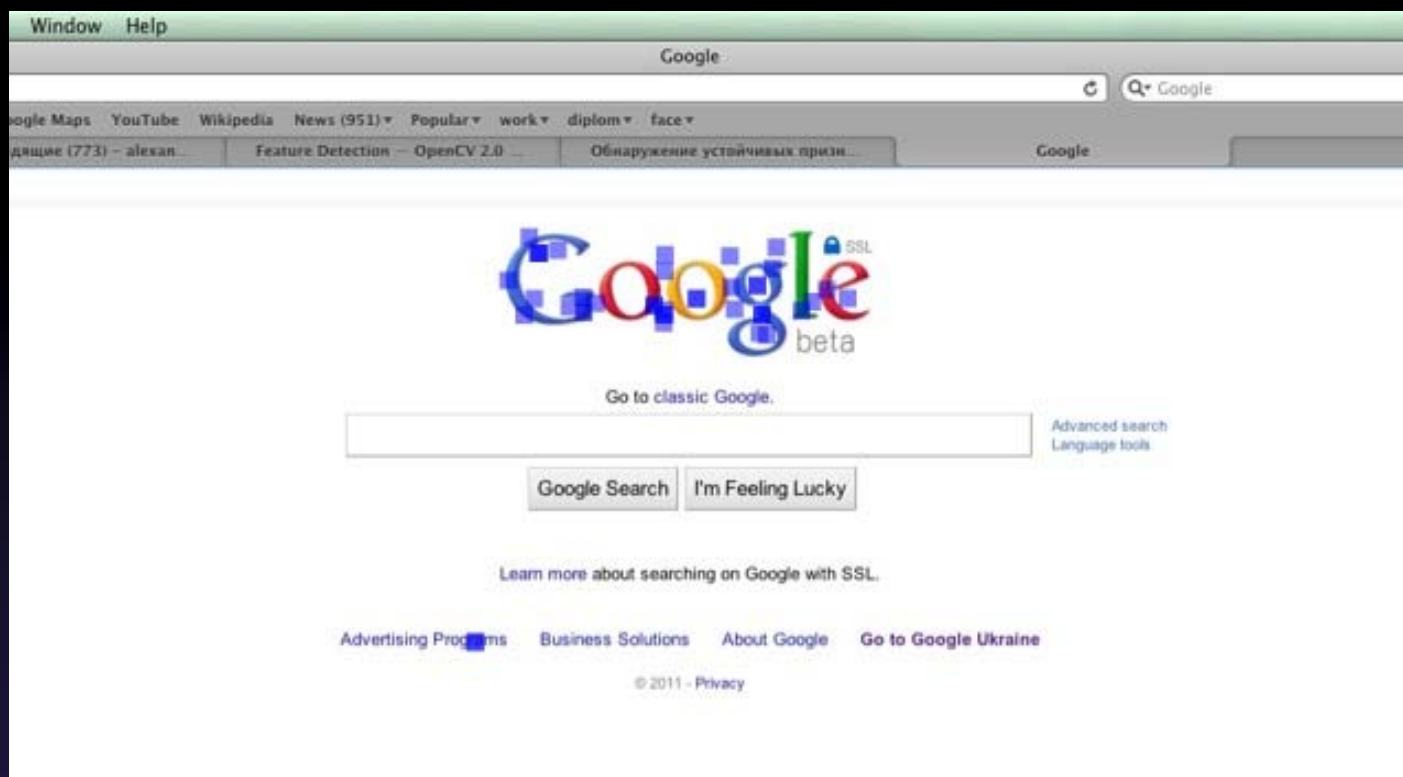 Window Help
Google
Google
oogle Maps YouTube Wikipedia News (951) Popular work diplom face
дящие (773) – alexan...
Feature Detection — OpenCV 2.0 ...
Обнаружение устойчивых призн...
Google
Google SSL
beta
Go to classic Google.
Advanced search
Language tools
Google Search I'm Feeling Lucky
Learn more about searching on Google with SSL.
Advertising Programs Business Solutions About Google Go to Google Ukraine
© 2011 - Privacy